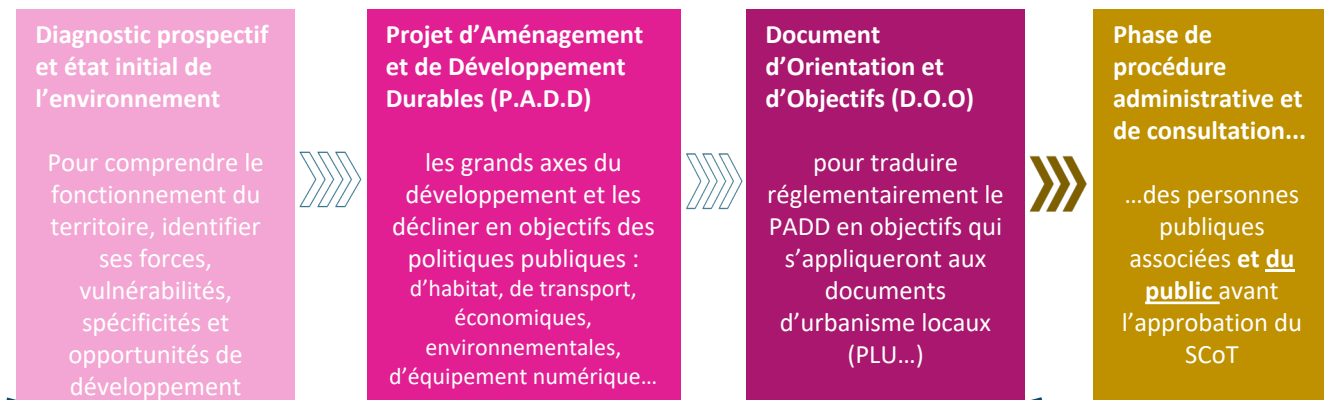 Diagnostic prospectif
et état initial de
l’environnement
Pour comprendre le
fonctionnement du
territoire, identifier
ses forces,
vulnérabilités,
spécificités et
opportunités de
développement
Projet d’Aménagement
et de Développement
Durables (P.A.D.D)
les grands axes du
développement et les
décliner en objectifs des
politiques publiques :
d’habitat, de transport,
économiques,
environnementales,
d’équipement numérique…
Document
d’Orientation et
d’Objectifs (D.O.O)
pour traduire
réglementairement le
PADD en objectifs qui
s’appliqueront aux
documents
d’urbanisme locaux
(PLU…)
Phase de
procédure
administrative et
de consultation...
…des personnes
publiques
associées et du
public avant
l’approbation du
SCoT